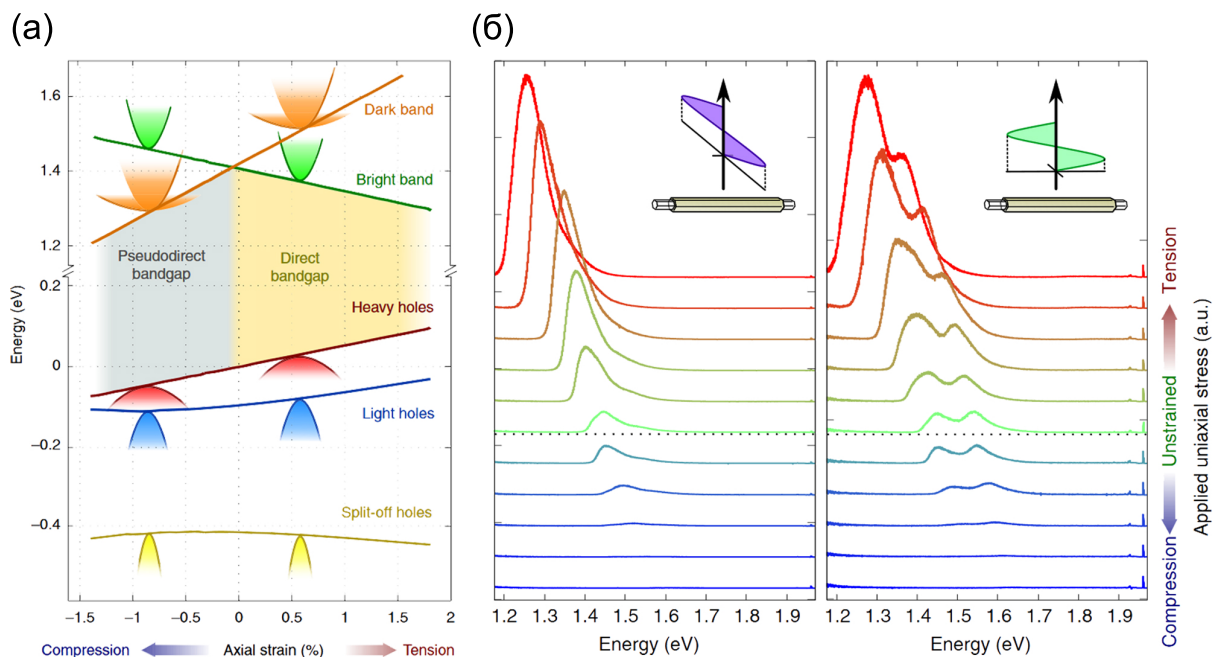 (a)
(б)
1.6
1.4
1.2
0.2
0
−0.2
−0.4
Energy (eV)
Dark band
Bright band
Pseudodirect
bandgap
Direct
bandgap
Heavy holes
Light holes
Split-off holes
−1.5
−1
−0.5
0
0.5
1
1.5
2
Compression
Axial strain (%)
Tension
1.2
1.3
1.4
1.5
1.6
1.7
1.8
1.9
Energy (eV)
1.2
1.3
1.4
1.5
1.6
1.7
1.8
1.9
Energy (eV)
Compression
Unstrained
Tension
Applied uniaxial stress (a.u.)